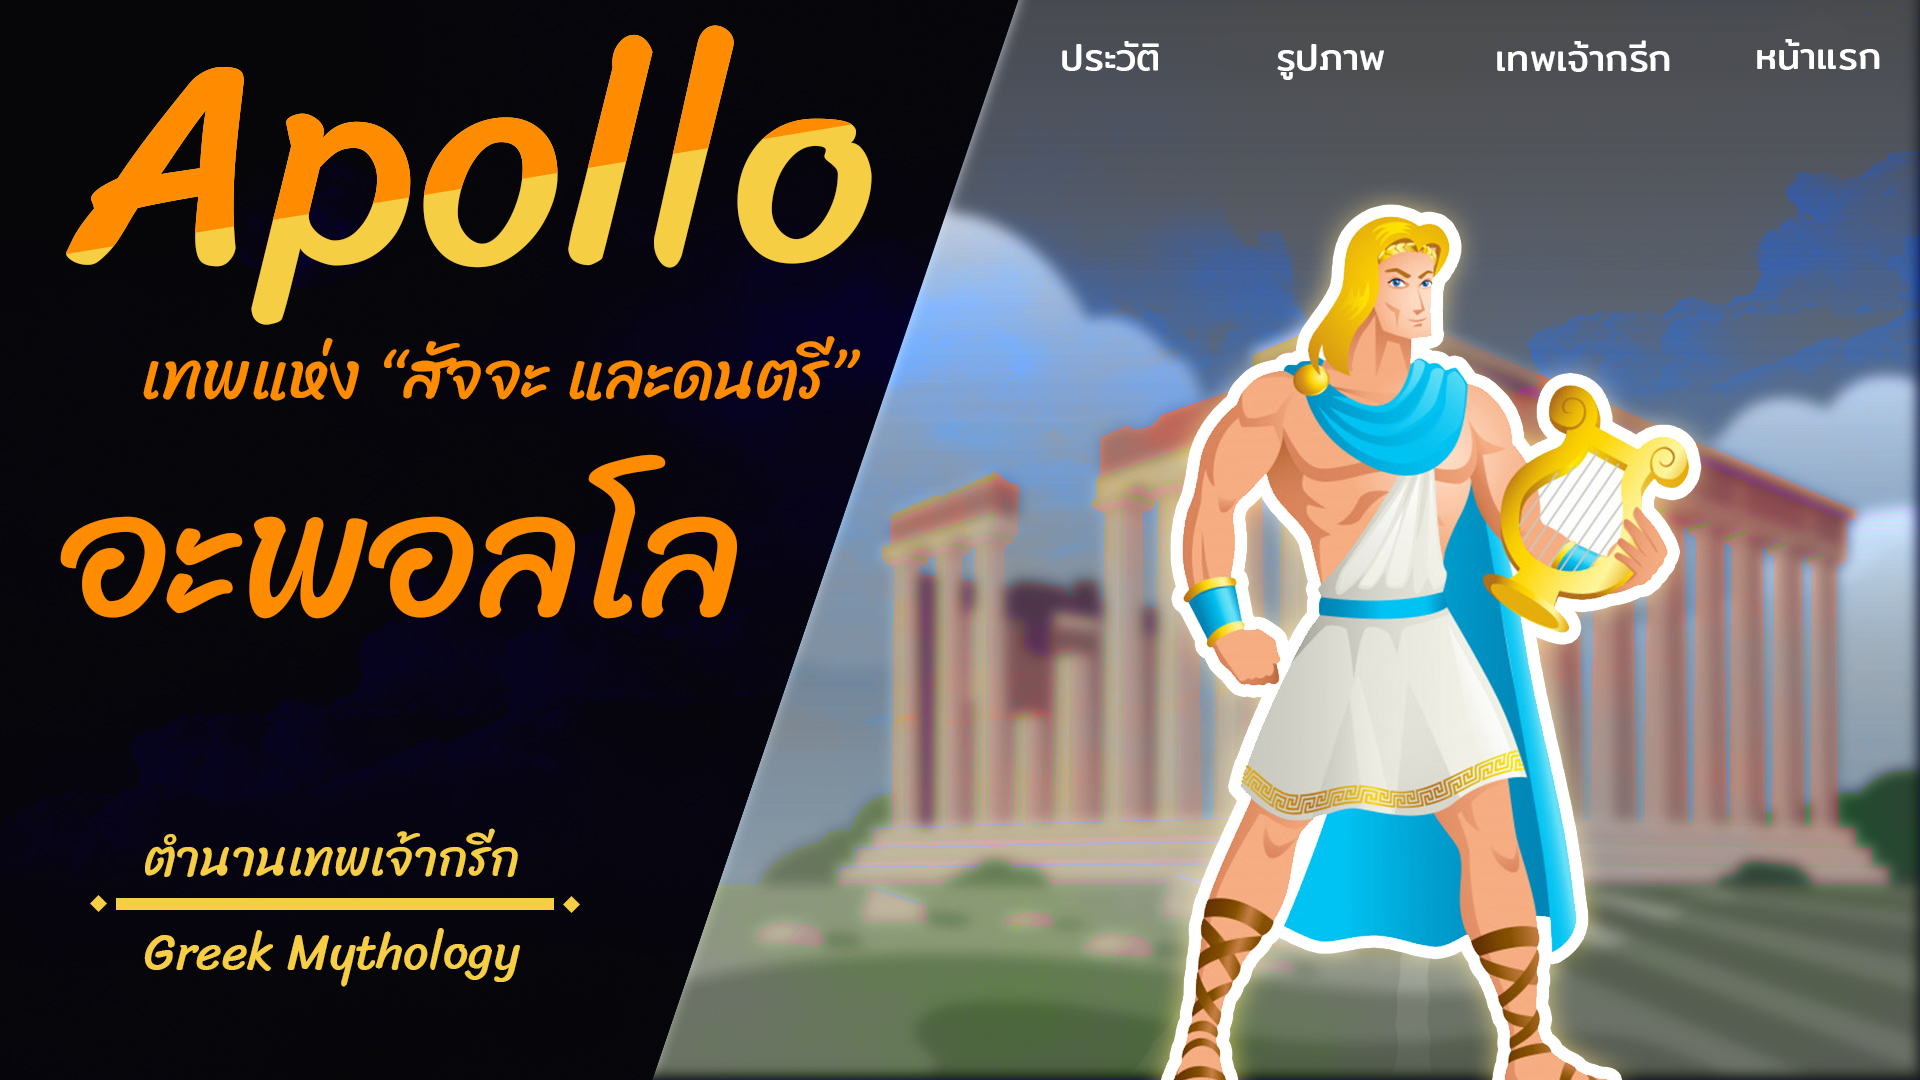 ประวัติ รูปภาพ เทพเจ้ากรีก หน้าแรก
Apollo
เทพแห่ง “สัจจะ และดนตรี”
อะพอลโล
ตำนานเทพเจ้ากรีก
Greek Mythology